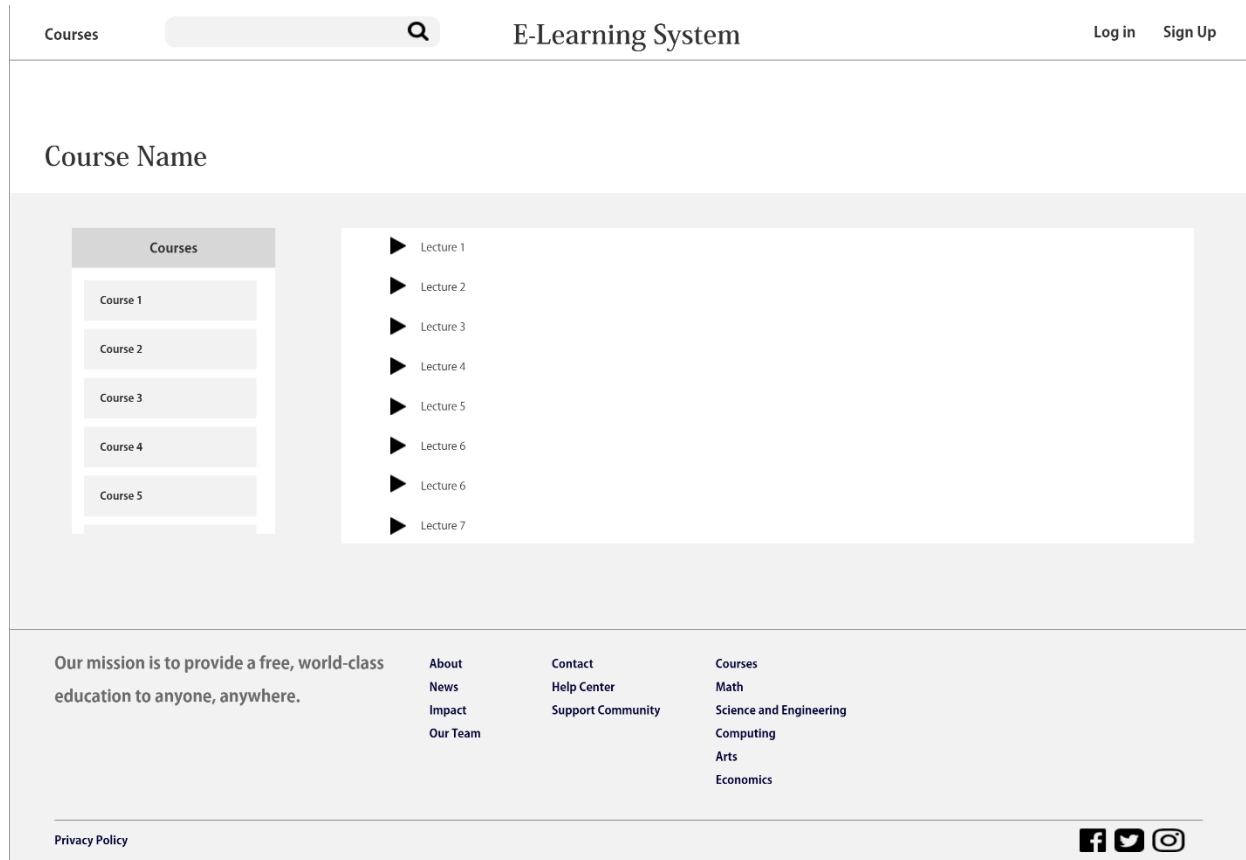 Courses
E-Learning System
Log in
Sign Up
Course Name
Courses
Course 1
Course 2
Course 3
Course 4
Course 5
Lecture 1
Lecture 2
Lecture 3
Lecture 4
Lecture 5
Lecture 6
Lecture 6
Lecture 7
Our mission is to provide a free, world-class
education to anyone, anywhere.
About
News
Impact
Our Team
Contact
Help Center
Support Community
Courses
Math
Science and Engineering
Computing
Arts
Economics
Privacy Policy